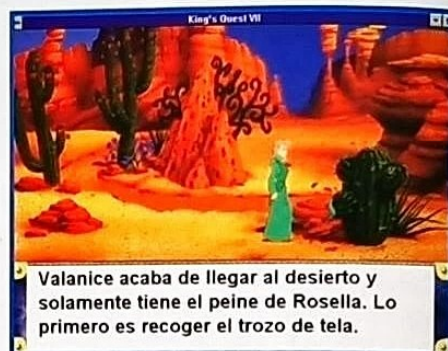 King's Quest VII
Valanice acaba de llegar al desierto y
solamente tiene el peine de Rosella. Lo
primero es recoger el trozo de tela.